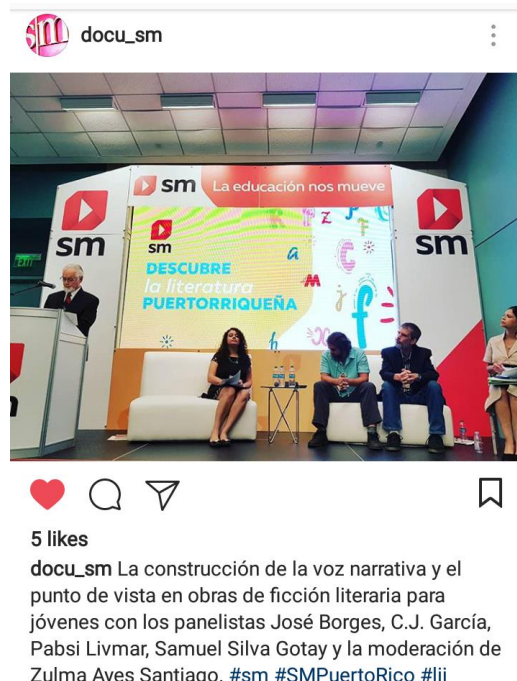 docu_sm
sm La educación nos mueve
sm
sm
sm
EXIT
DESCUBRE
la literatura
PUERTORRIQUEÑA
5 likes
docu_sm La construcción de la voz narrativa y el
punto de vista en obras de ficción literaria para
jóvenes con los panelistas José Borges, C.J. García,
Pabsi Livmar, Samuel Silva Gotay y la moderación de
Zulma Ayes Santiago. #sm #SMPuertoRico #lij